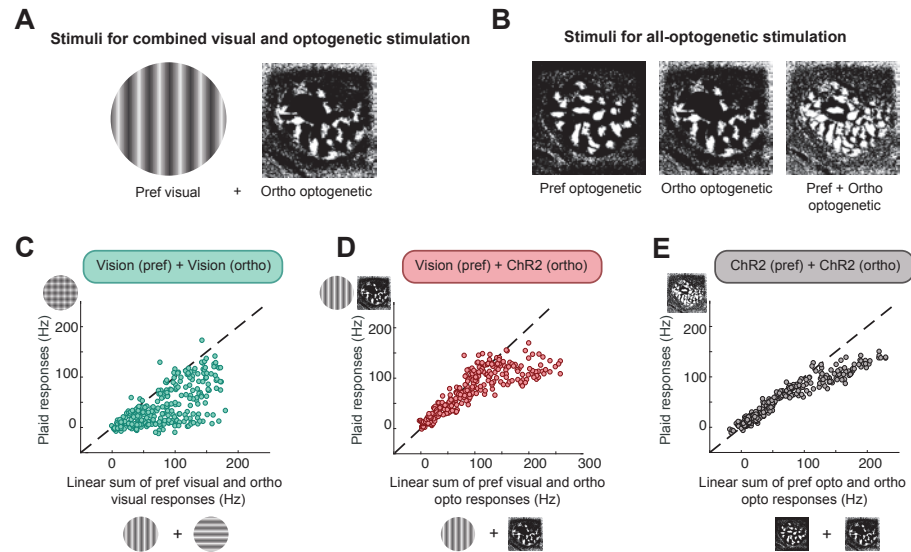 A
Stimuli for combined visual and optogenetic stimulation
Pref visual + Ortho optogenetic
B
Stimuli for all-optogenetic stimulation
Pref optogenetic
Ortho optogenetic
Pref + Ortho
optogenetic
C
Vision (pref) + Vision (ortho)
Plaid responses (Hz)
200
100
0
0 100 200
Linear sum of pref visual and ortho
visual responses (Hz)
+
D
Vision (pref) + ChR2 (ortho)
Plaid responses (Hz)
200
100
0
0 100 200 300
Linear sum of pref visual and ortho
opto responses (Hz)
+
E
ChR2 (pref) + ChR2 (ortho)
Plaid responses (Hz)
200
100
0
0 100 200
Linear sum of pref opto and ortho
opto responses (Hz)
+